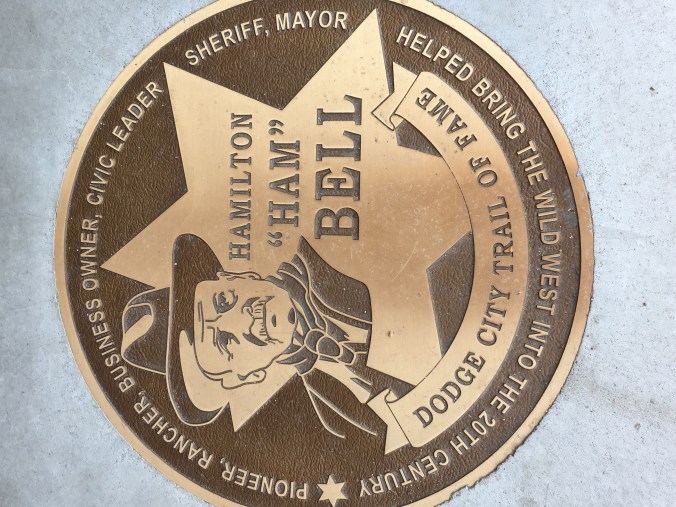 PIONEER, RANCHER, BUSINESS OWNER, CIVIC LEADER
SHERIFF, MAYOR
HELPED BRING THE WILD WEST INTO THE 20TH CENTURY
HAMILTON
“HAM”
BELL
DODGE CITY TRAIL OF FAME